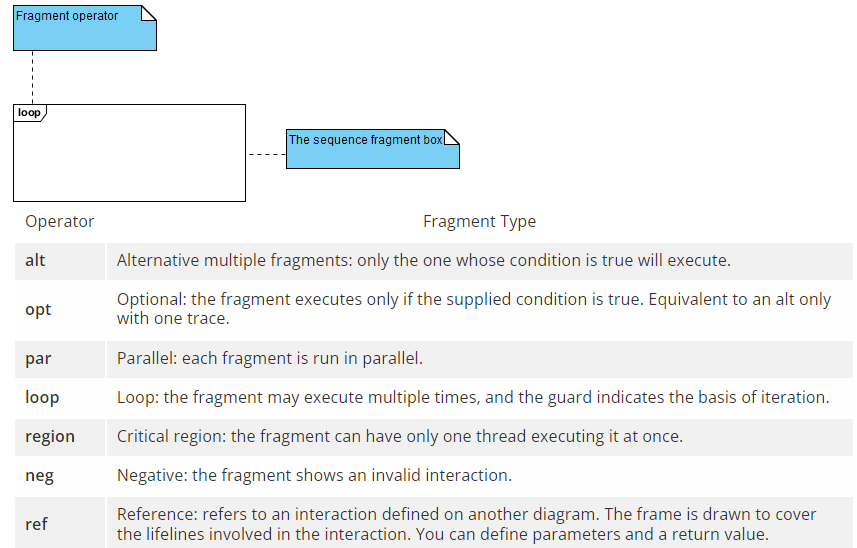 Fragment operator
loop
The sequence fragment box
Operator Fragment Type
alt Alternative multiple fragments: only the one whose condition is true will execute.
opt Optional: the fragment executes only if the supplied condition is true. Equivalent to an alt only
with one trace.
par Parallel: each fragment is run in parallel.
loop Loop: the fragment may execute multiple times, and the guard indicates the basis of iteration.
region Critical region: the fragment can have only one thread executing it at once.
neg Negative: the fragment shows an invalid interaction.
ref Reference: refers to an interaction defined on another diagram. The frame is drawn to cover
the lifelines involved in the interaction. You can define parameters and a return value.